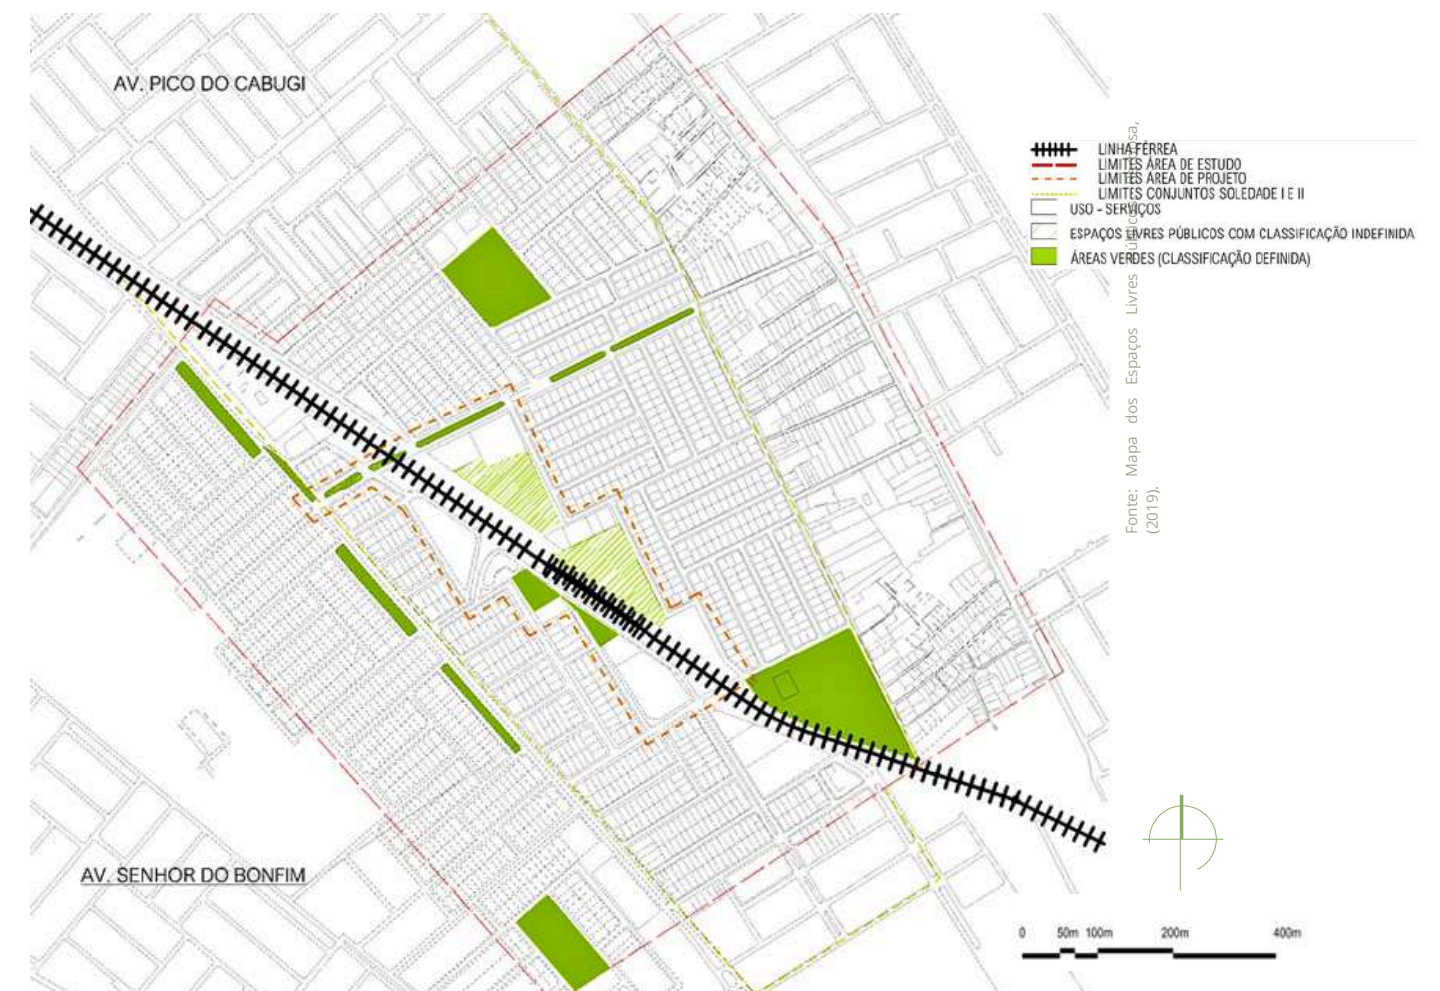 AV. PICO DO CABUGI
LINHA FÉRREA
LIMITES ÁREA DE ESTUDO
LIMITES ÁREA DE PROJETO
LIMITES CONJUNTOS SOLEDADE I E II
USO - SERVIÇOS
ESPAÇOS LIVRES PÚBLICOS COM CLASSIFICAÇÃO INDEFINIDA
ÁREAS VERDES (CLASSIFICAÇÃO DEFINIDA)
Fonte: Mapa dos Espaços Livres
(2019).
AV. SENHOR DO BONFIM
0 50m 100m 200m 400m